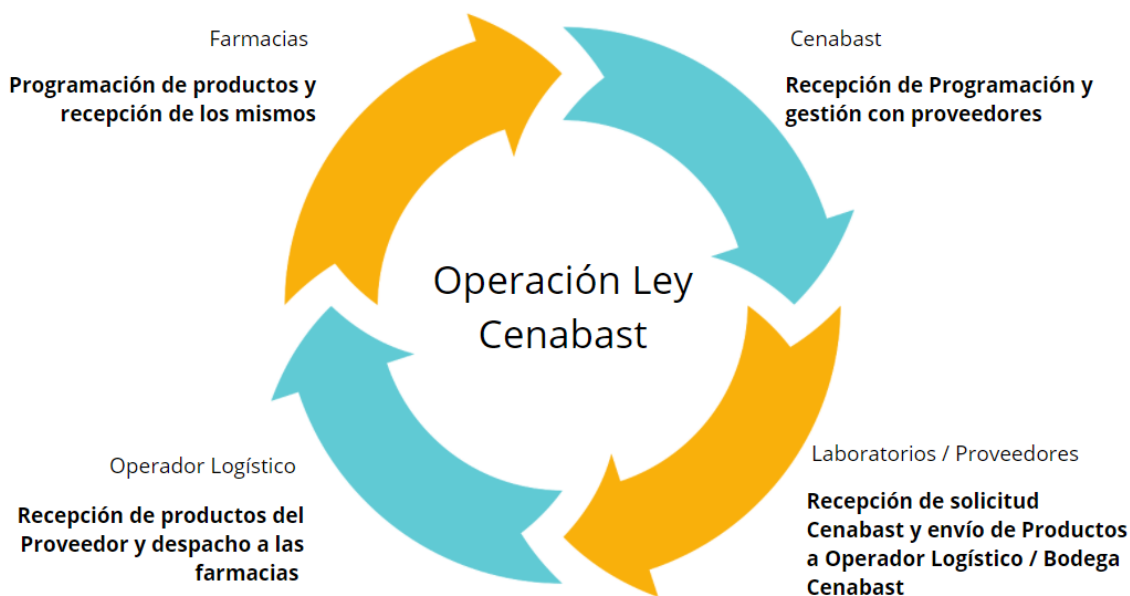 Farmacias
Programación de productos y
recepción de los mismos
Cenabast
Recepción de Programación y
gestión con proveedores
Operación Ley
Cenabast
Operador Logístico
Recepción de productos del
Proveedor y despacho a las
farmacias
Laboratorios / Proveedores
Recepción de solicitud
Cenabast y envío de Productos
a Operador Logístico / Bodega
Cenabast